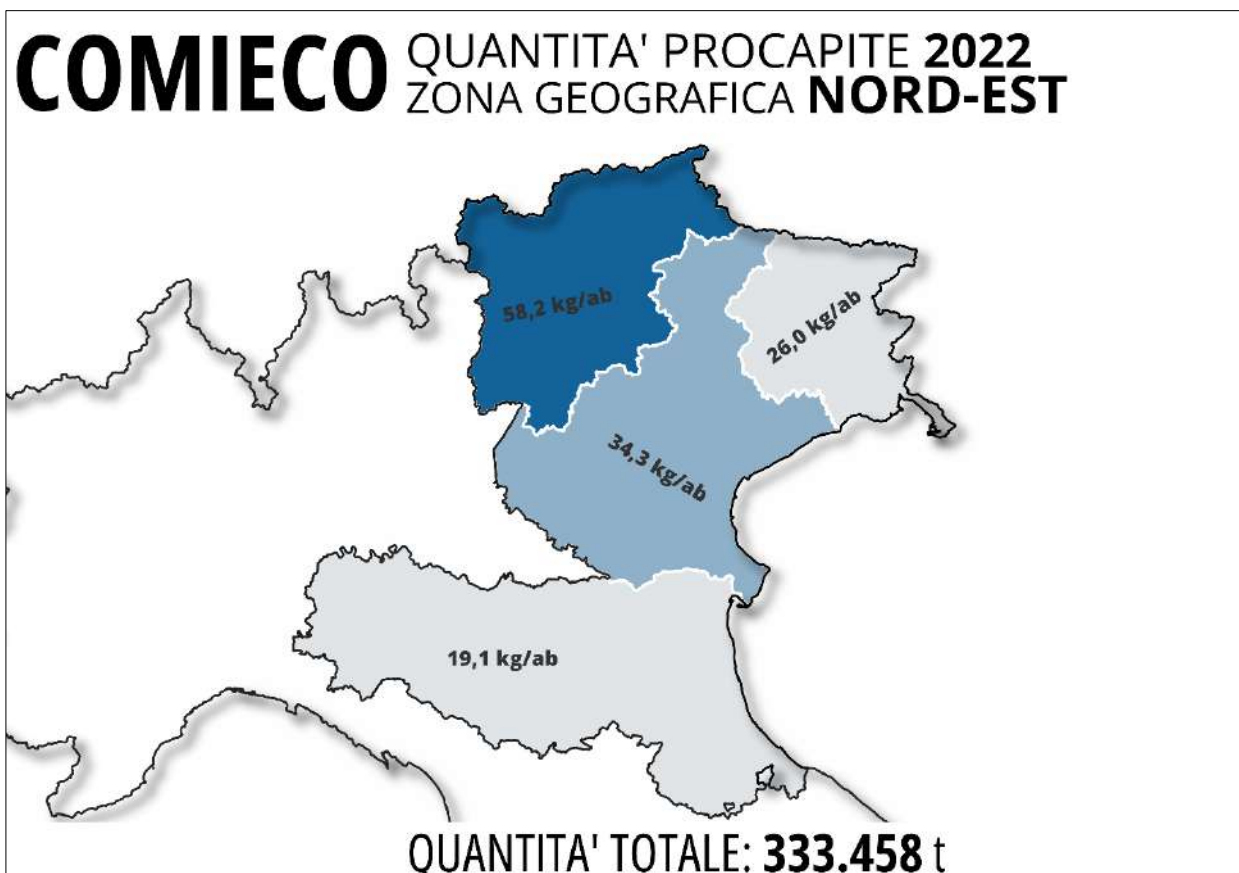 COMIECO
QUANTITA' PROCAPITE 2022
ZONA GEOGRAFICA NORD-EST
58,2 kg/ab
26,0 kg/ab
34,3 kg/ab
19,1 kg/ab
QUANTITA' TOTALE: 333.458 t